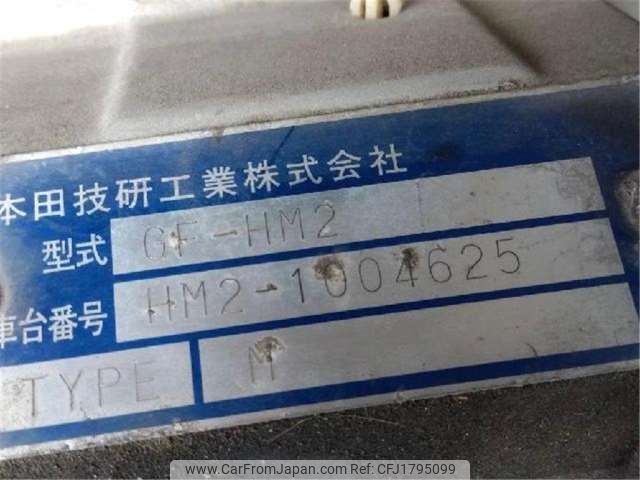 本田技研工業株式会社
型式 GF-HM2
車台番号 HM2-1004625
TYPE M
www.CarFromJapan.com Ref:CFJ1795099